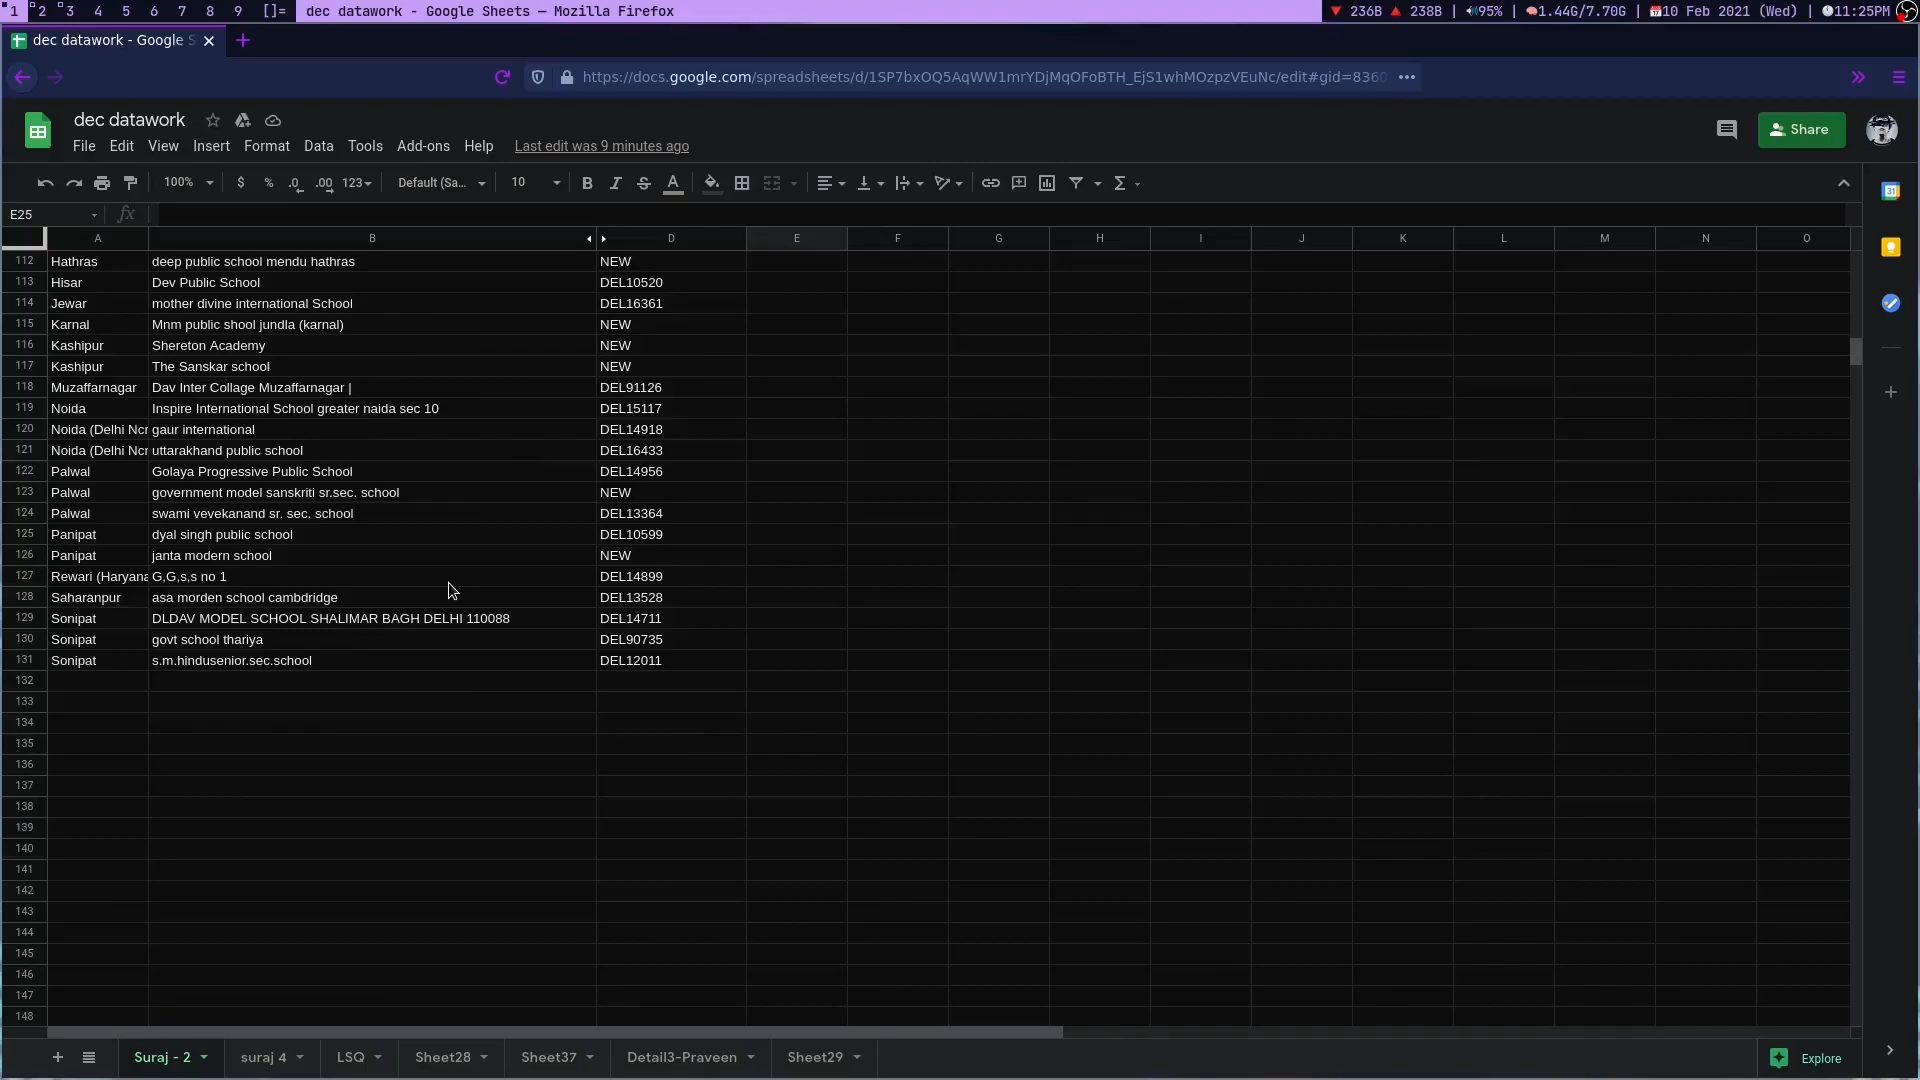 1 2 3 4 5 6 7 8 9 []= dec datawork - Google Sheets — Mozilla Firefox
236B 238B | 95% | 1.44G/7.70G | 10 Feb 2021 (Wed) | 11:25PM
dec datawork - Google S
https://docs.google.com/spreadsheets/d/1SP7bxOQ5AqWW1mrYDjMqOFoBTH_EjS1whMOzpzVEuNc/edit#gid=8360
dec datawork
Share
File Edit View Insert Format Data Tools Add-ons Help Last edit was 9 minutes ago
100% $ % .0 .00 123 Default (Sa... 10 B I S A Σ
E25 fx
A B D E F G H I J K L M N O
112 Hathras deep public school mendu hathras NEW
113 Hisar Dev Public School DEL10520
114 Jewar mother divine international School DEL16361
115 Karnal Mnm public shool jundla (karnal) NEW
116 Kashipur Shereton Academy NEW
117 Kashipur The Sanskar school NEW
118 Muzaffarnagar Dav Inter Collage Muzaffarnagar | DEL91126
119 Noida Inspire International School greater naida sec 10 DEL15117
120 Noida (Delhi Ncr gaur international DEL14918
121 Noida (Delhi Ncr uttarakhand public school DEL16433
122 Palwal Golaya Progressive Public School DEL14956
123 Palwal government model sanskriti sr.sec. school NEW
124 Palwal swami vevekanand sr. sec. school DEL13364
125 Panipat dyal singh public school DEL10599
126 Panipat janta modern school NEW
127 Rewari (Haryana G,G,s,s no 1 DEL14899
128 Saharanpur asa morden school cambdridge DEL13528
129 Sonipat DLDAV MODEL SCHOOL SHALIMAR BAGH DELHI 110088 DEL14711
130 Sonipat govt school thariya DEL90735
131 Sonipat s.m.hindusenior.sec.school DEL12011
132
133
134
135
136
137
138
139
140
141
142
143
144
145
146
147
148
Suraj - 2 suraj 4 LSQ Sheet28 Sheet37 Detail3-Praveen Sheet29 Explore